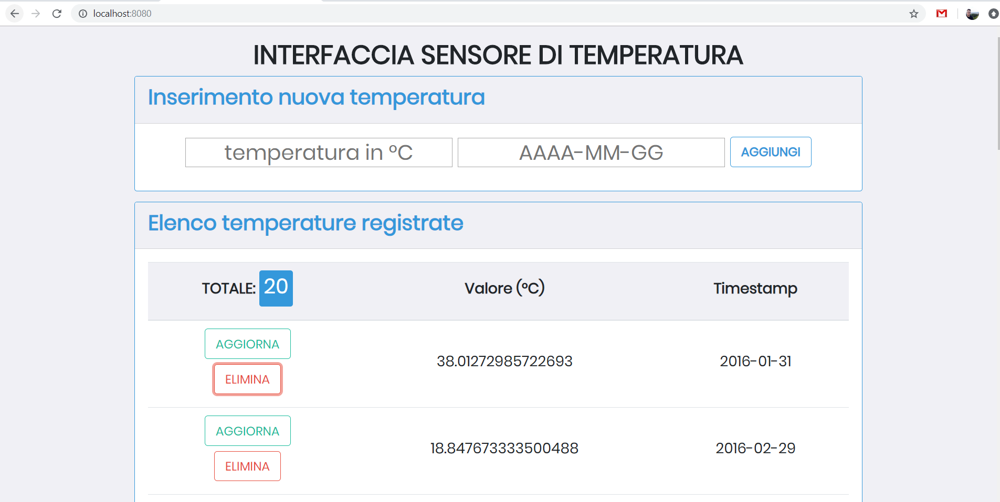 localhost:8080
INTERFACCIA SENSORE DI TEMPERATURA
Inserimento nuova temperatura
temperatura in °C AAAA-MM-GG AGGIUNGI
Elenco temperature registrate
TOTALE: 20 Valore (°C) Timestamp
AGGIORNA
38.01272985722693 2016-01-31
ELIMINA
AGGIORNA
18.847673333500488 2016-02-29
ELIMINA